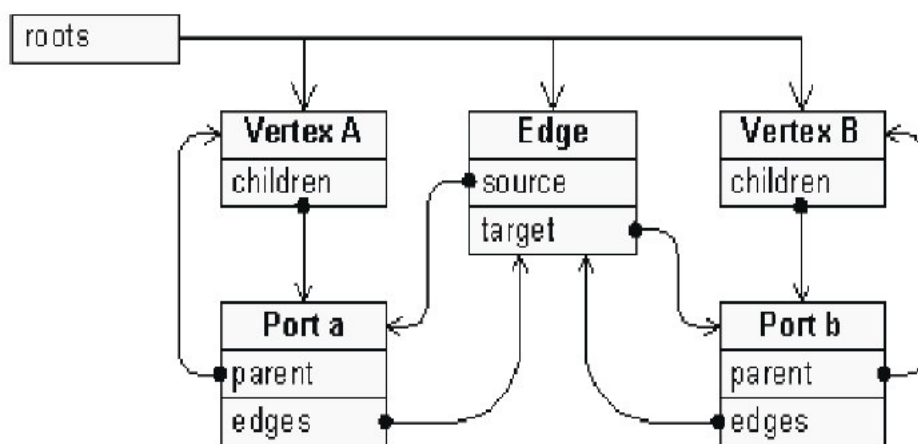 roots
Vertex A
children
Edge
source
target
Vertex B
children
Port a
parent
edges
Port b
parent
edges